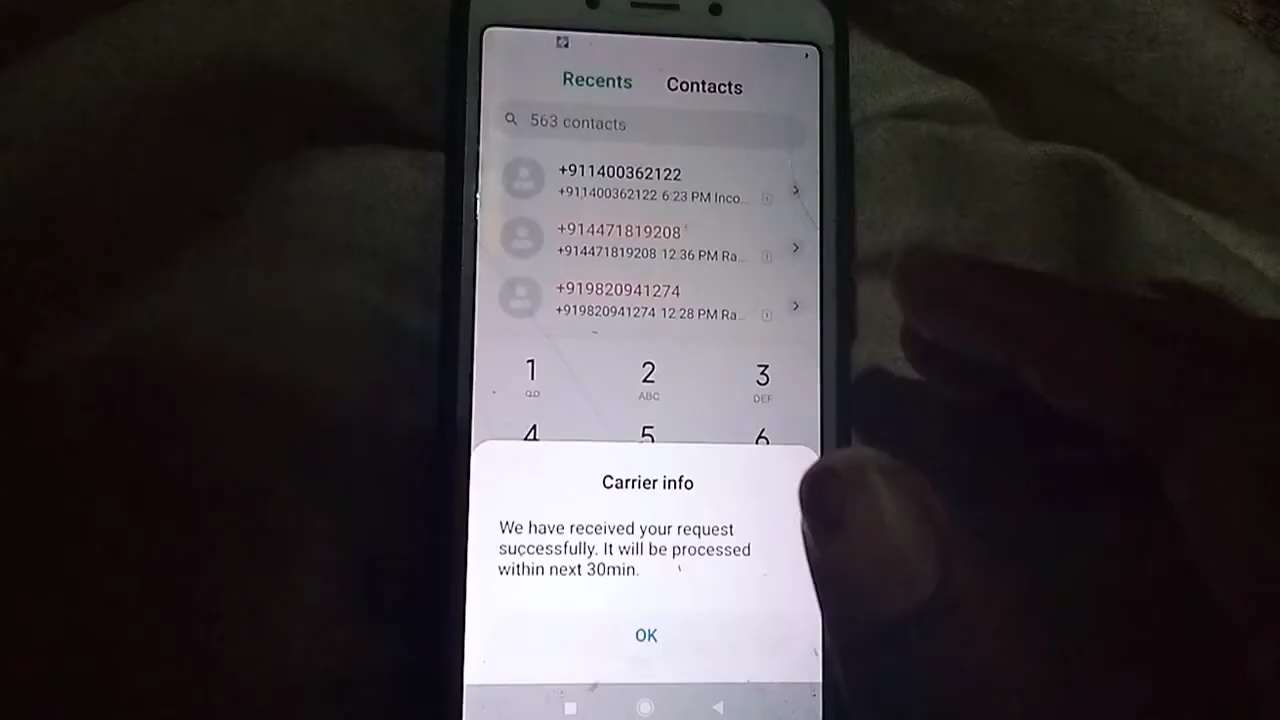 Recents Contacts
563 contacts
+911400362122
+911400362122 6:23 PM Inco...
+914471819208
+914471819208 12:36 PM Ra...
+919820941274
+919820941274 12:28 PM Ra...
1 2 3
ABC DEF
4 5 6
Carrier info
We have received your request
successfully. It will be processed
within next 30min.
OK